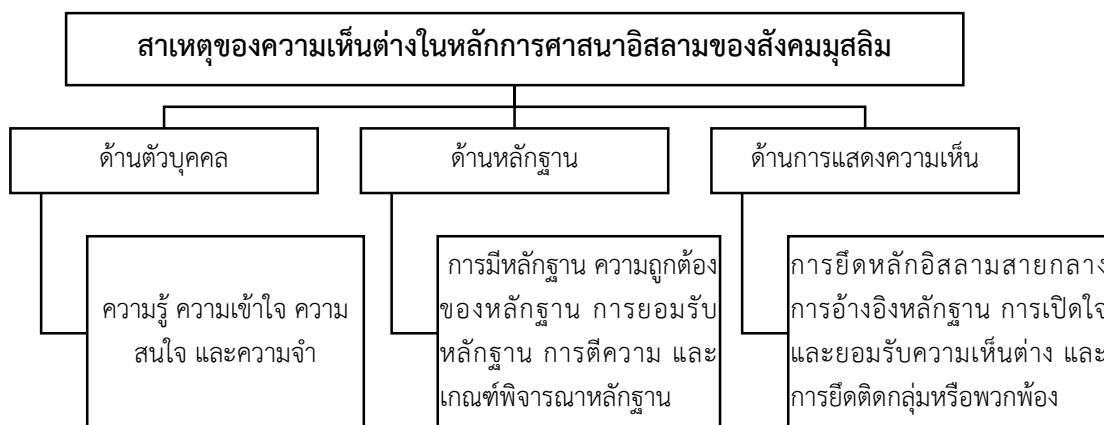 สาเหตุของความเห็นต่างในหลักการศาสนาอิสลามของสังคมมุสลิม
ด้านตัวบุคคล
ความรู้ ความเข้าใจ ความ
สนใจ และความจำ
ด้านหลักฐาน
การมีหลักฐาน ความถูกต้อง
ของหลักฐาน การยอมรับ
หลักฐาน การตีความ และ
เกณฑ์พิจารณาหลักฐาน
ด้านการแสดงความเห็น
การยึดหลักอิสลามสายกลาง
การอ้างอิงหลักฐาน การเปิดใจ
และยอมรับความเห็นต่าง และ
การยึดติดกลุ่มหรือพวกพ้อง